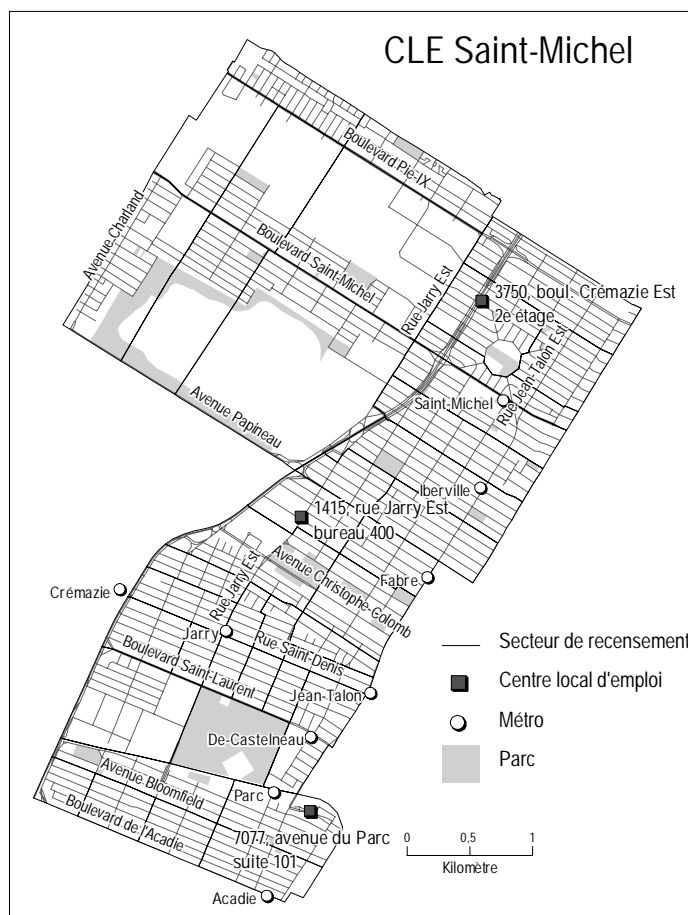 CLE Saint-Michel
Boulevard Pie-IX
Avenue Charland
Boulevard Saint-Michel
Rue Jarry Est
3750, boul. Crémazie Est
2e étage
Rue Jean-Talon Est
Saint-Michel
Avenue Papineau
Iberville
1415, rue Jarry Est
bureau 400
Avenue Christophe-Colomb
Fabre
Crémazie
Rue Jarry Est
Jarry
Rue Saint-Denis
Boulevard Saint-Laurent
Jean-Talon
De-Castelneau
Avenue Bloomfield
Parc
Boulevard de l'Acadie
7077, avenue du Parc
suite 101
Acadie
Secteur de recensement
Centre local d'emploi
Métro
Parc
0 0,5 1
Kilomètre